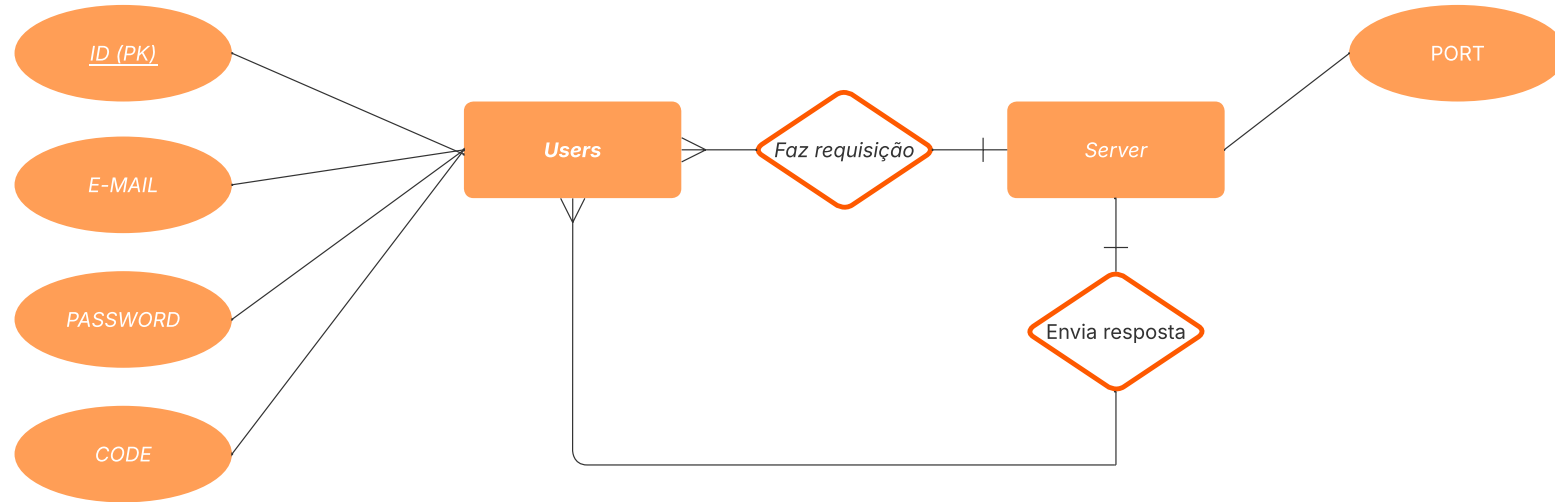 ID (PK)
E-MAIL
PASSWORD
CODE
Users
Faz requisição
Server
PORT
Envia resposta